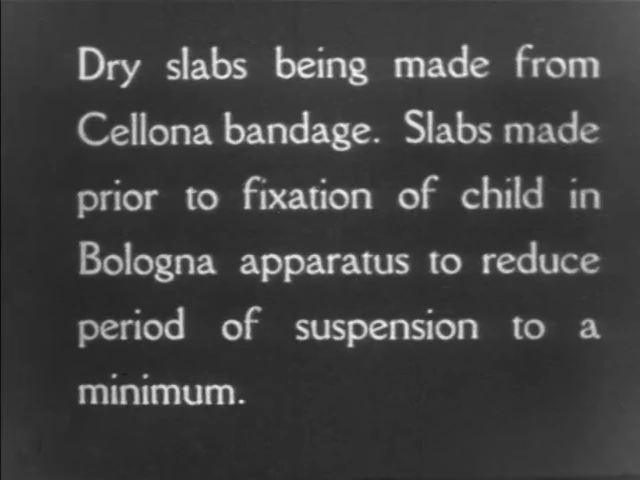 Dry slabs being made from
Cellona bandage. Slabs made
prior to fixation of child in
Bologna apparatus to reduce
period of suspension to a
minimum.